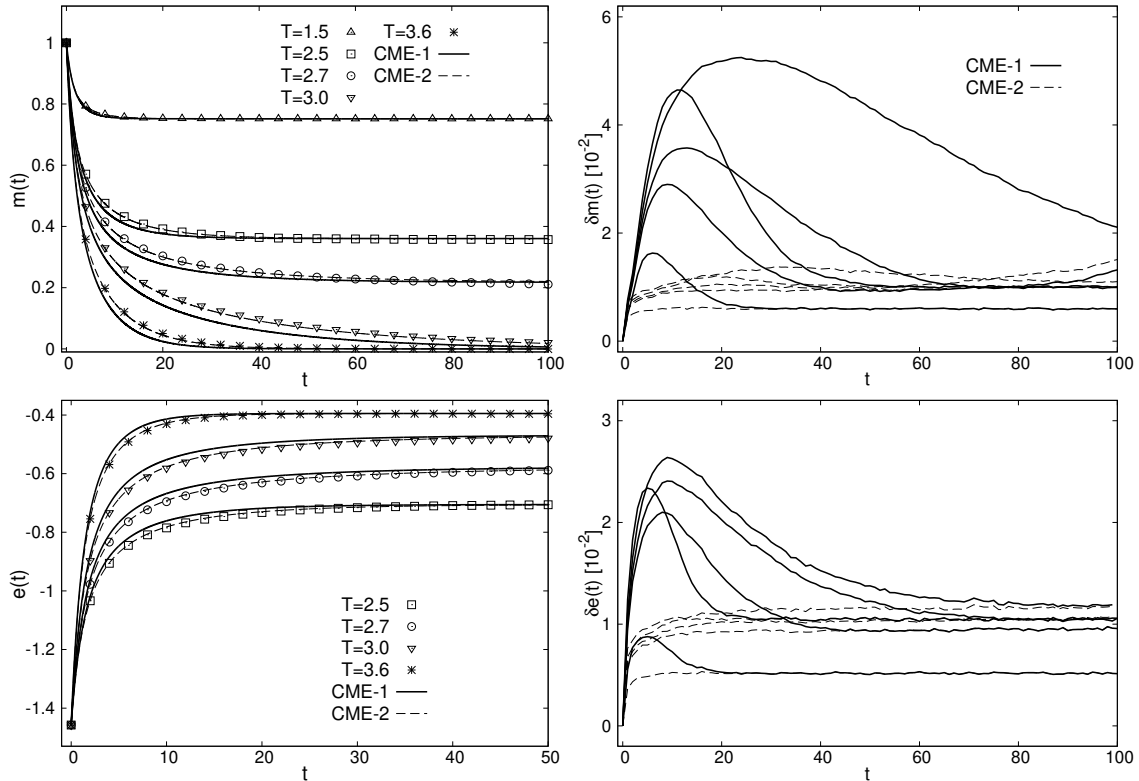 T=1.5 T=3.6
T=2.5 CME-1
T=2.7 CME-2
T=3.0
m(t)
1
0.8
0.6
0.4
0.2
0
0 20 40 60 80 100
t
CME-1
CME-2
δm(t) [10⁻²]
6
4
2
0
0 20 40 60 80 100
t
e(t)
-0.4
-0.6
-0.8
-1
-1.2
-1.4
T=2.5
T=2.7
T=3.0
T=3.6
CME-1
CME-2
0 10 20 30 40 50
t
CME-1
CME-2
δe(t) [10⁻²]
3
2
1
0
0 20 40 60 80 100
t